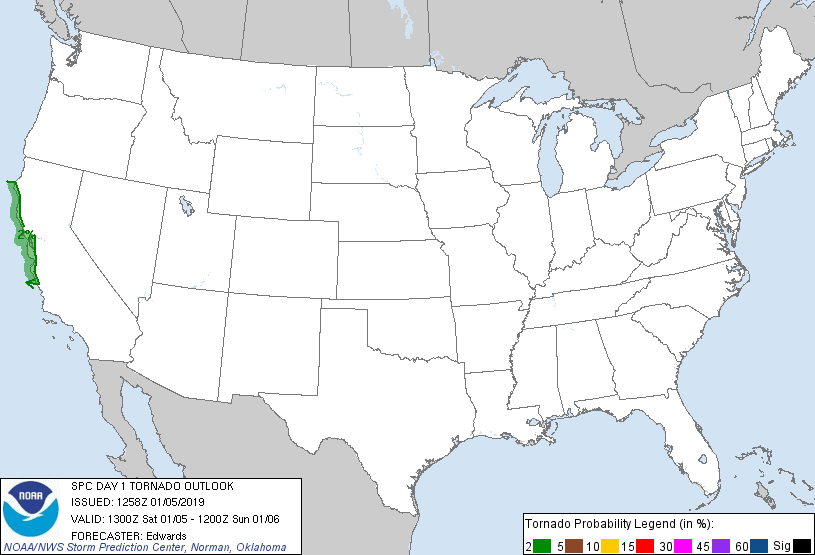 2%
NOAA
SPC DAY 1 TORNADO OUTLOOK
ISSUED: 1258Z 01/05/2019
VALID: 1300Z Sat 01/05 - 1200Z Sun 01/06
FORECASTER: Edwards
NOAA/NWS Storm Prediction Center, Norman, Oklahoma
Tornado Probability Legend (in %):
2 5 10 15 30 45 60 Sig